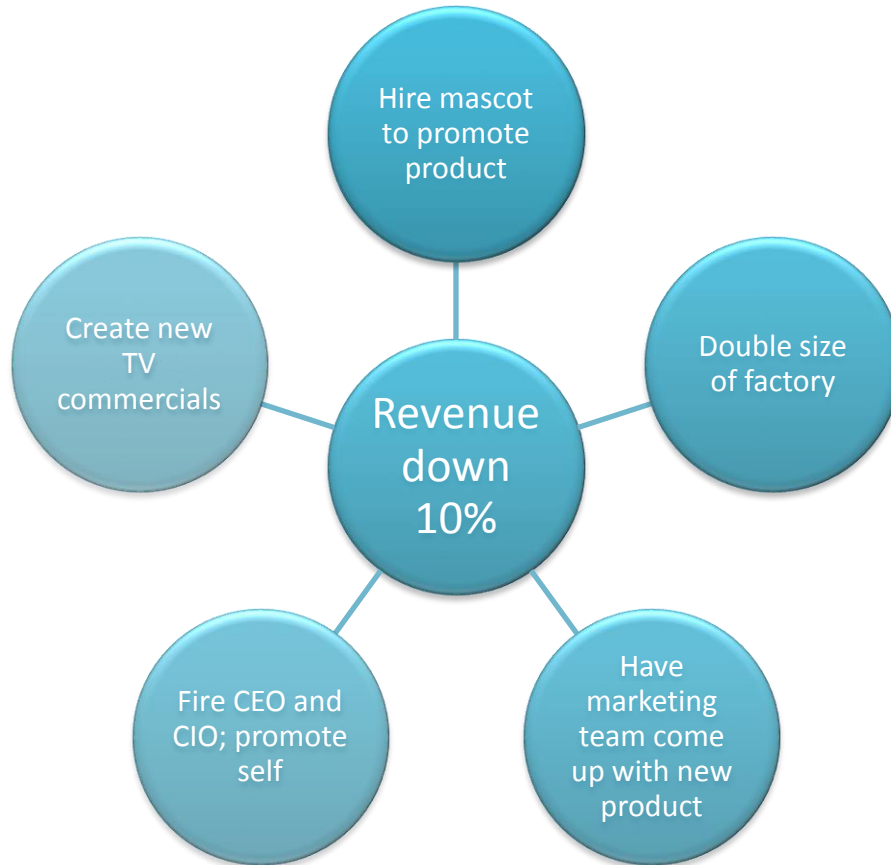 Hire mascot
to promote
product
Create new
TV
commercials
Double size
of factory
Revenue
down
10%
Fire CEO and
CIO; promote
self
Have
marketing
team come
up with new
product